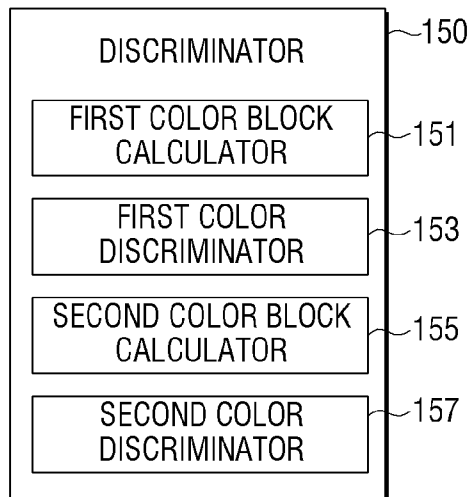 DISCRIMINATOR
150
FIRST COLOR BLOCK
CALCULATOR
151
FIRST COLOR
DISCRIMINATOR
153
SECOND COLOR BLOCK
CALCULATOR
155
SECOND COLOR
DISCRIMINATOR
157